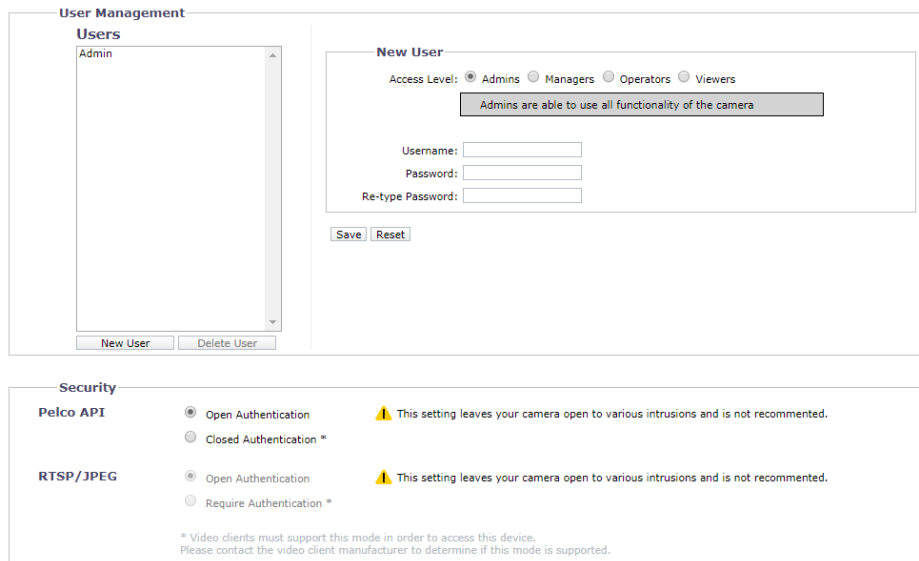 User Management
Users
Admin
New User
Delete User
New User
Access Level: Admins Managers Operators Viewers
Admins are able to use all functionality of the camera
Username:
Password:
Re-type Password:
Save Reset
Security
Pelco API
Open Authentication
This setting leaves your camera open to various intrusions and is not recommented.
Closed Authentication *
RTSP/JPEG
Open Authentication
This setting leaves your camera open to various intrusions and is not recommented.
Require Authentication *
* Video clients must support this mode in order to access this device.
Please contact the video client manufacturer to determine if this mode is supported.